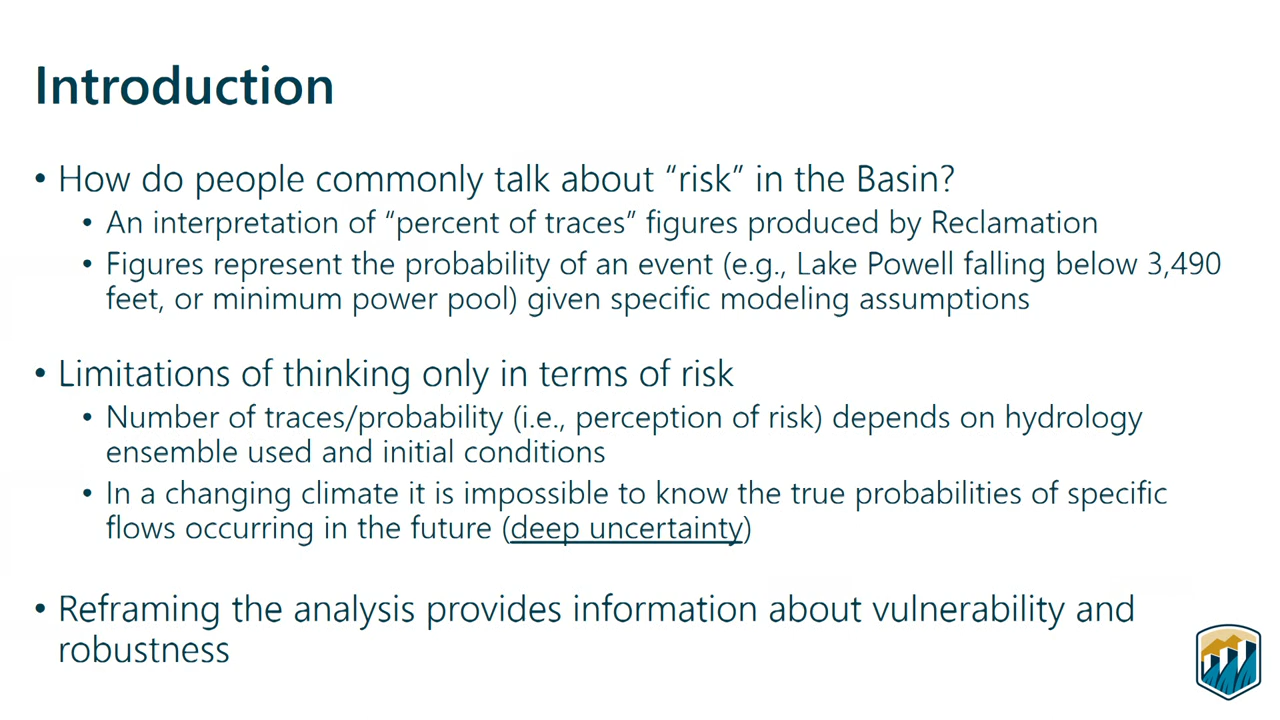 Introduction
• How do people commonly talk about “risk” in the Basin?
• An interpretation of “percent of traces” figures produced by Reclamation
• Figures represent the probability of an event (e.g., Lake Powell falling below 3,490
feet, or minimum power pool) given specific modeling assumptions
• Limitations of thinking only in terms of risk
• Number of traces/probability (i.e., perception of risk) depends on hydrology
ensemble used and initial conditions
• In a changing climate it is impossible to know the true probabilities of specific
flows occurring in the future (deep uncertainty)
• Reframing the analysis provides information about vulnerability and
robustness